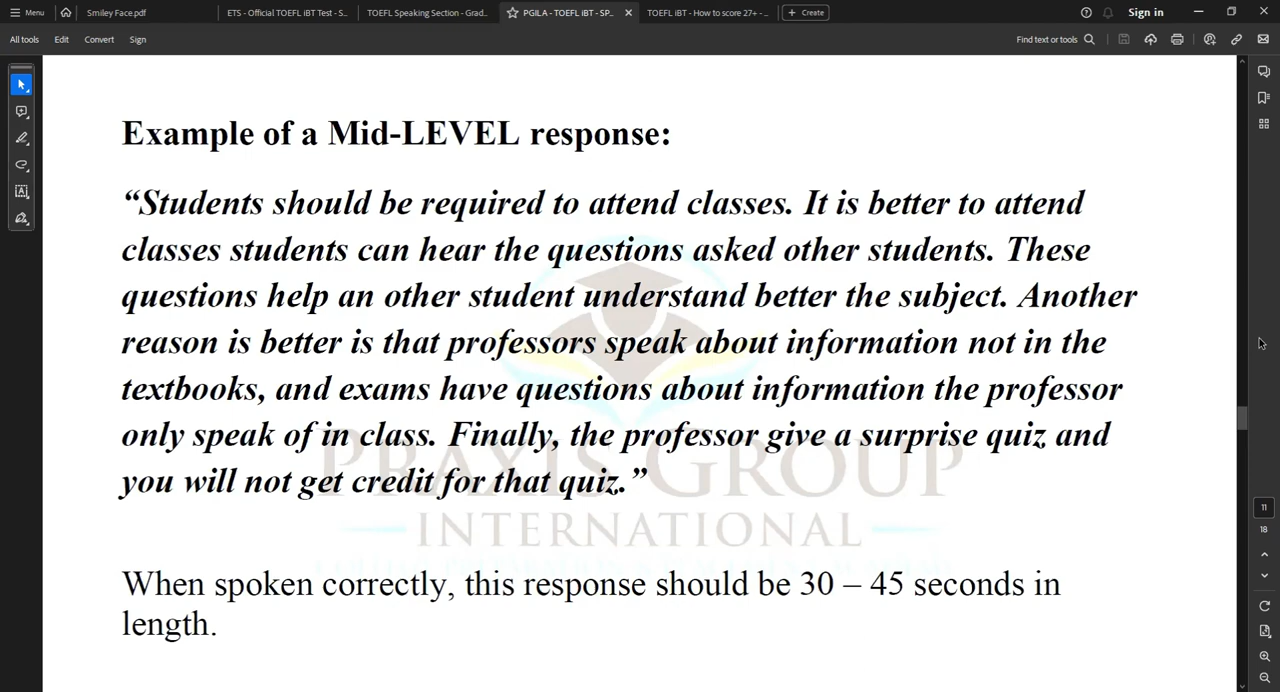 Menu
Smiley Face.pdf
ETS - Official TOEFL iBT Test - S...
TOEFL Speaking Section - Grad...
PGILA - TOEFL iBT - SP...
TOEFL iBT - How to score 27+ - ...
Create
Sign in
All tools
Edit
Convert
Sign
Find text or tools
Example of a Mid-LEVEL response:
“Students should be required to attend classes. It is better to attend
classes students can hear the questions asked other students. These
questions help an other student understand better the subject. Another
reason is better is that professors speak about information not in the
textbooks, and exams have questions about information the professor
only speak of in class. Finally, the professor give a surprise quiz and
you will not get credit for that quiz.”
PRAXIS GROUP
INTERNATIONAL
When spoken correctly, this response should be 30 – 45 seconds in
length.
11
18